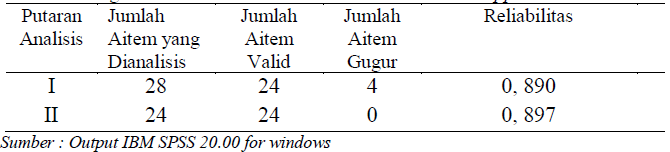 Putaran Jumlah Jumlah Jumlah Reliabilitas
Analisis Aitem yang Aitem Aitem
Dianalisis Valid Gugur
I 28 24 4 0, 890
II 24 24 0 0, 897
Sumber : Output IBM SPSS 20.00 for windows